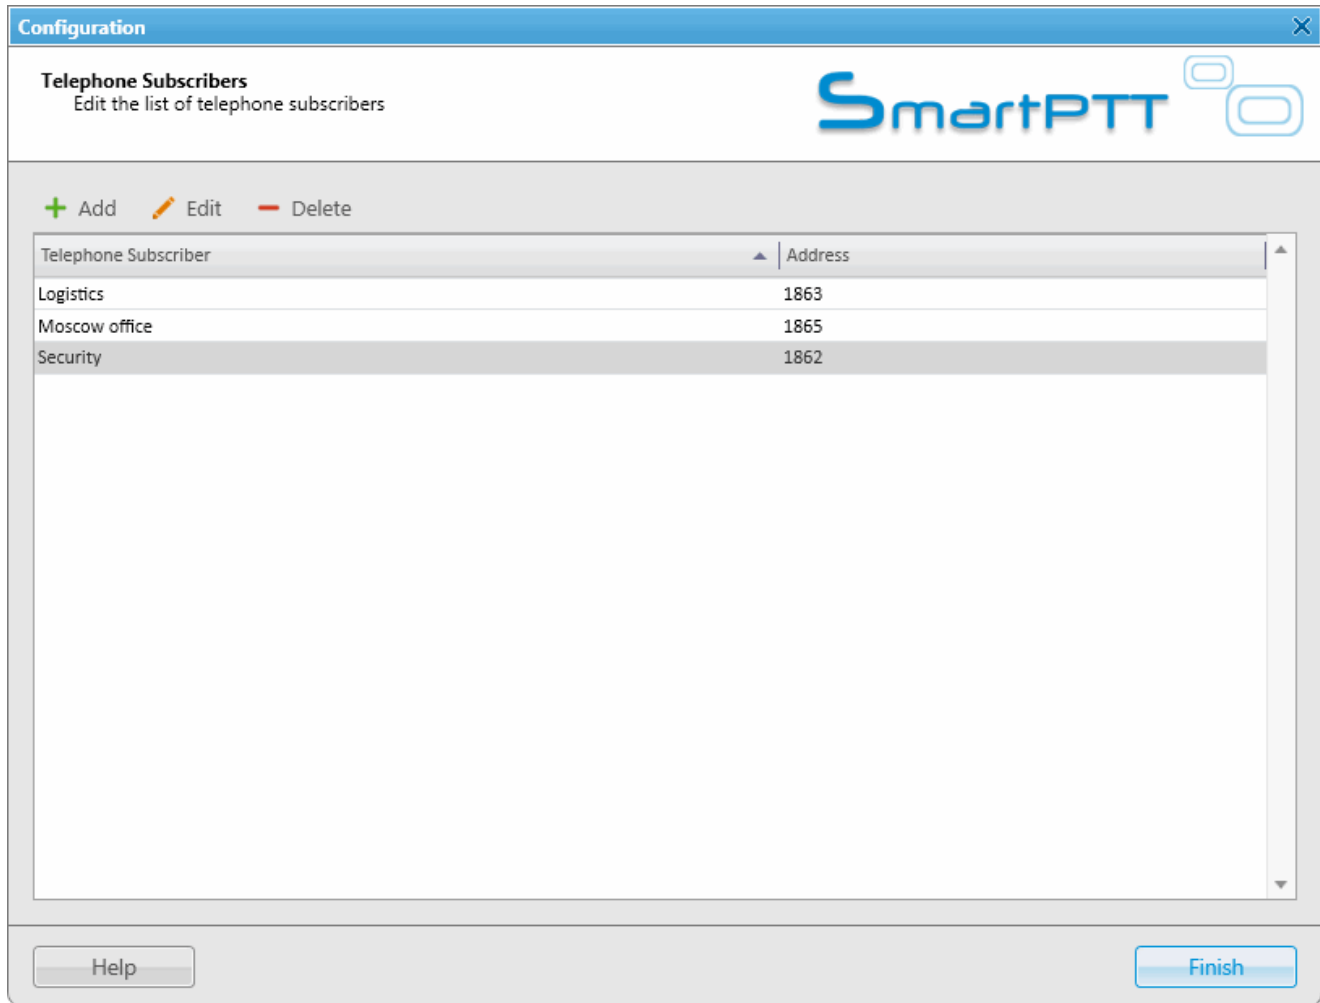 Configuration
Telephone Subscribers
Edit the list of telephone subscribers
SmartPTT
Add Edit Delete
Telephone Subscriber Address
Logistics 1863
Moscow office 1865
Security 1862
Help Finish